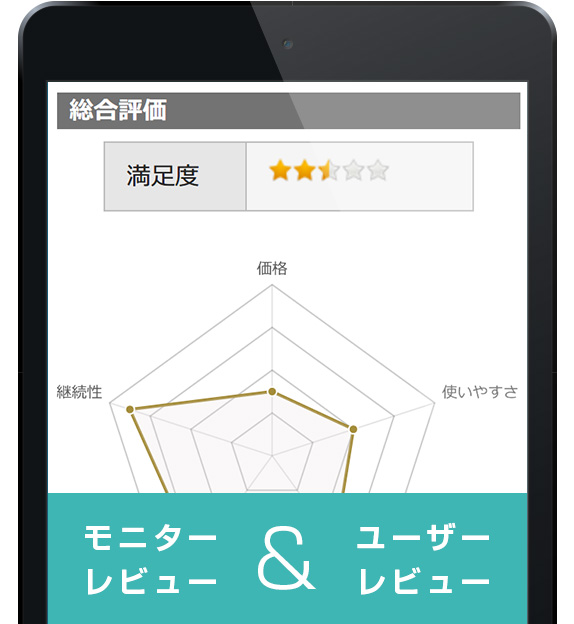 総合評価
満足度
価格
継続性
使いやすさ
モニター
レビュー
&
ユーザー
レビュー